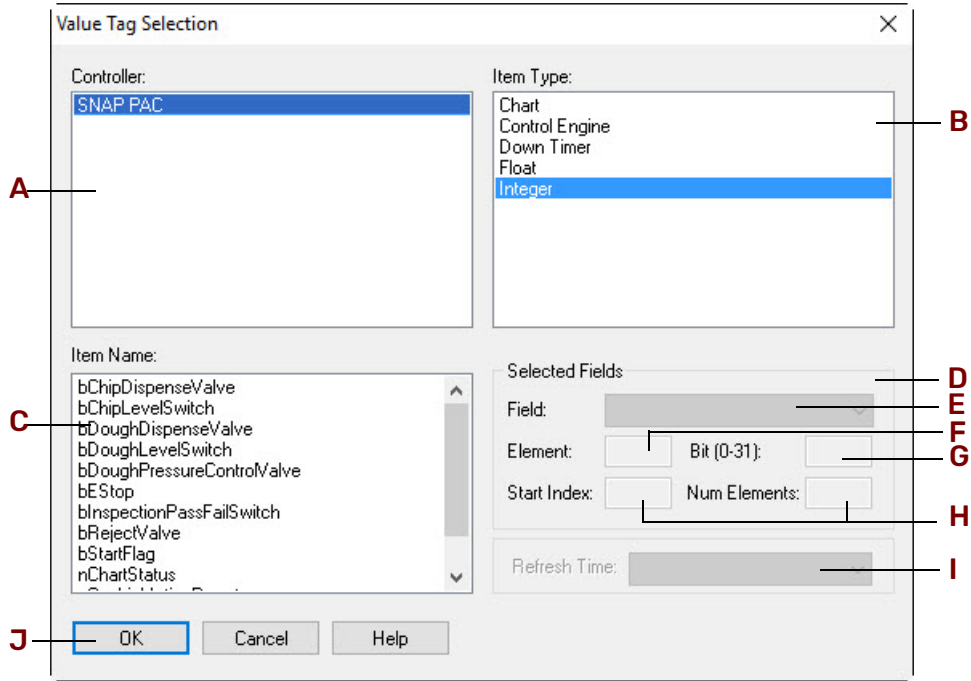 Value Tag Selection
Controller:
SNAP PAC
Item Type:
Chart
Control Engine
Down Timer
Float
Integer
A
B
Item Name:
bChipDispenseValve
bChipLevelSwitch
bDoughDispenseValve
bDoughLevelSwitch
bDoughPressureControlValve
bEStop
bInspectionPassFailSwitch
bRejectValve
bStartFlag
nChartStatus
C
Selected Fields
D
Field:
E
F
Element:
Bit (0-31):
G
Start Index:
Num Elements:
H
Refresh Time:
I
J
OK
Cancel
Help